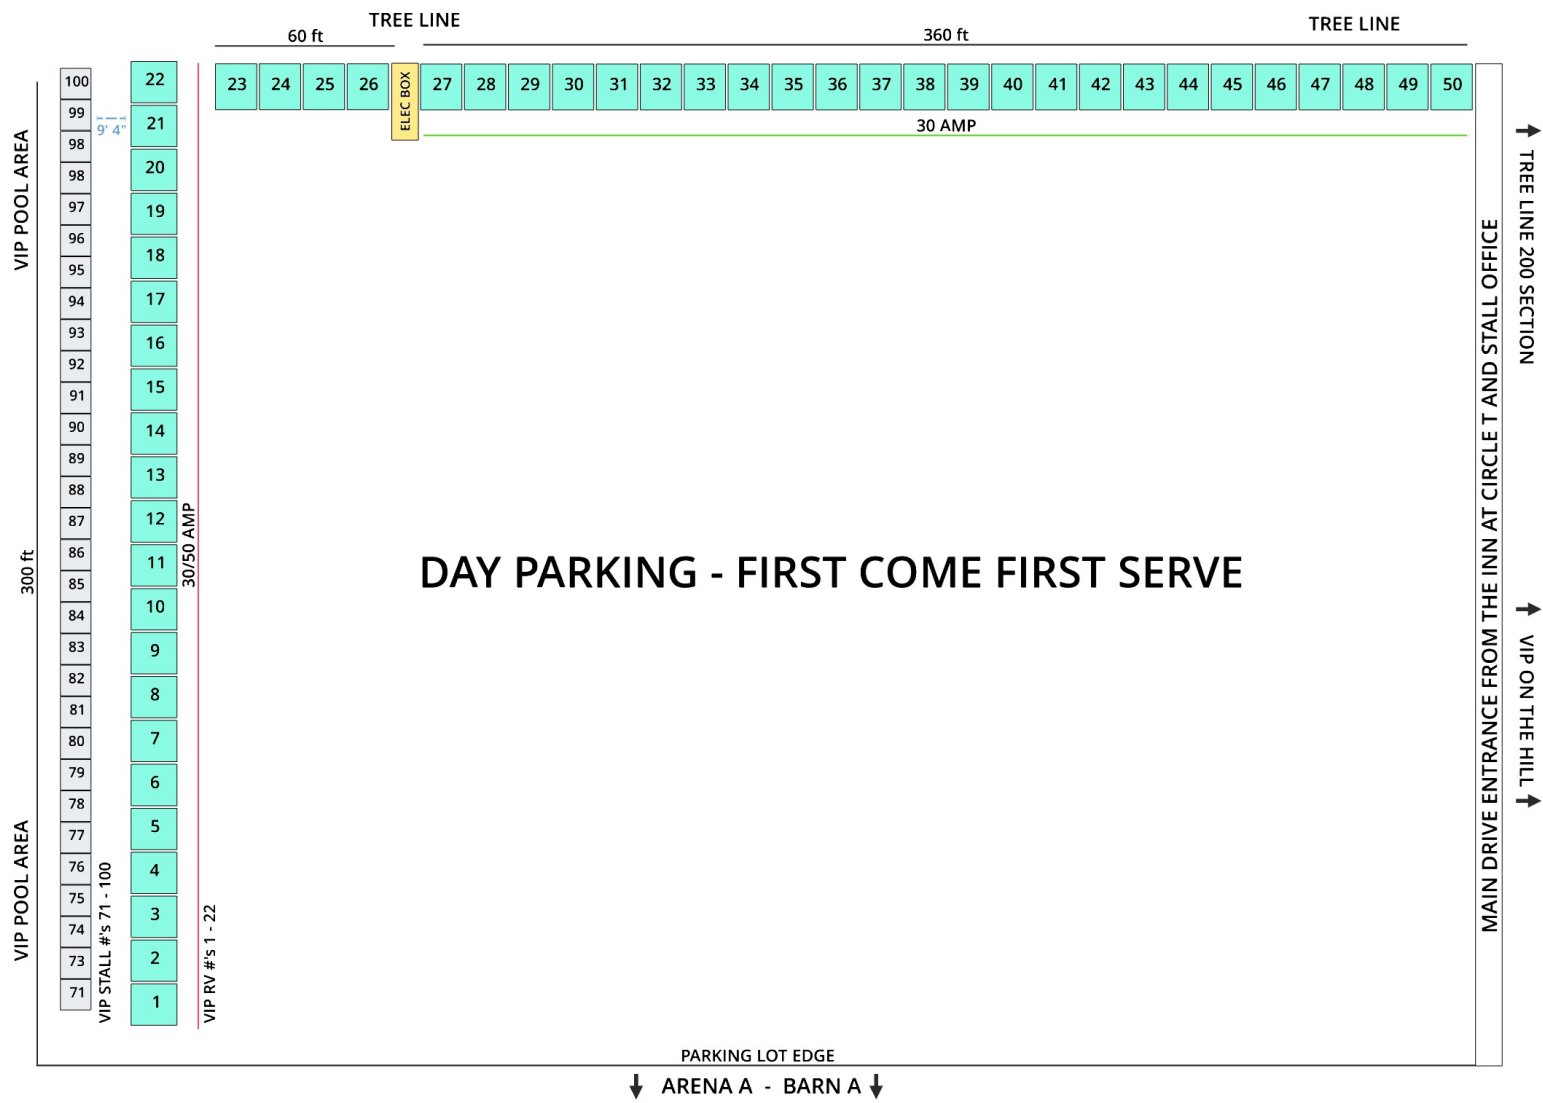 TREE LINE
TREE LINE
60 ft
360 ft
23 24 25 26
ELEC BOX
27 28 29 30 31 32 33 34 35 36 37 38 39 40 41 42 43 44 45 46 47 48 49 50
30 AMP
VIP POOL AREA
300 ft
VIP POOL AREA
100
99
98
98
97
96
95
94
93
92
91
90
89
88
87
86
85
84
83
82
81
80
79
78
77
76
75
74
73
71
9' 4"
VIP STALL #'s 71 - 100
22
21
20
19
18
17
16
15
14
13
12
11
10
9
8
7
6
5
4
3
2
1
30/50 AMP
VIP RV #'s 1 - 22
DAY PARKING - FIRST COME FIRST SERVE
MAIN DRIVE ENTRANCE FROM THE INN AT CIRCLE T AND STALL OFFICE
TREE LINE 200 SECTION
VIP ON THE HILL
PARKING LOT EDGE
ARENA A - BARN A